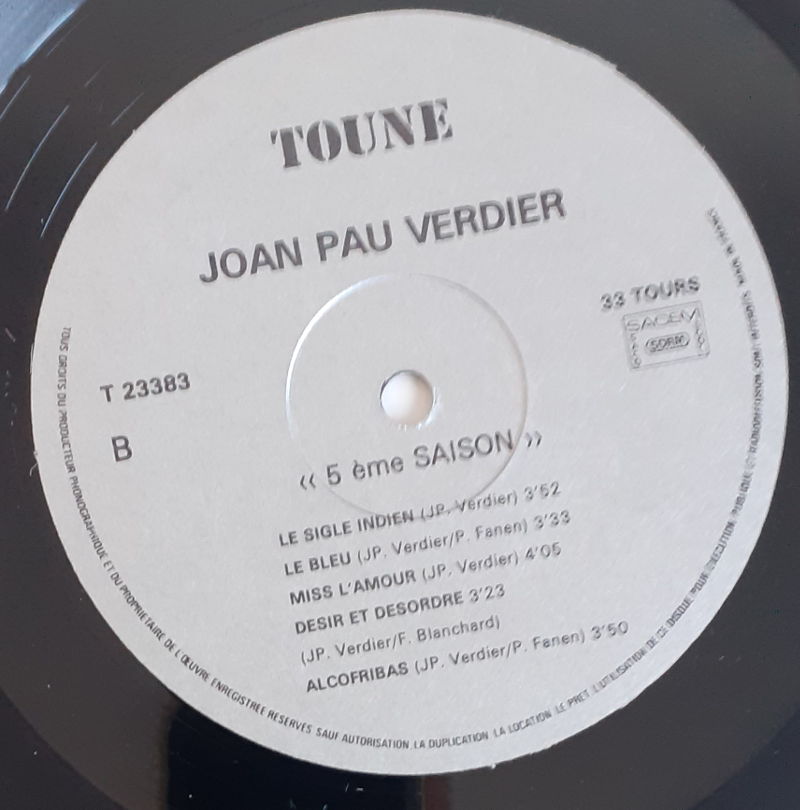 TOUNE
JOAN PAU VERDIER
33 TOURS
SACEM
SDRM
T 23383
B
‹‹ 5 ème SAISON ››
LE SIGLE INDIEN (JP. Verdier) 3'52
LE BLEU (JP. Verdier/P. Fanen) 3'33
MISS L'AMOUR (JP. Verdier) 4'05
DESIR ET DESORDRE 3'23
(JP. Verdier/F. Blanchard)
ALCOFRIBAS (JP. Verdier/P. Fanen) 3'50
TOUS DROITS DU PRODUCTEUR PHONOGRAPHIQUE ET DU PROPRIETAIRE DE L'ŒUVRE ENREGISTREE RESERVES SAUF AUTORISATION LA DUPLICATION LA LOCATION LE PRET L'UTILISATION DE CE DISQUE POUR EXECUTION PUBLIQUE